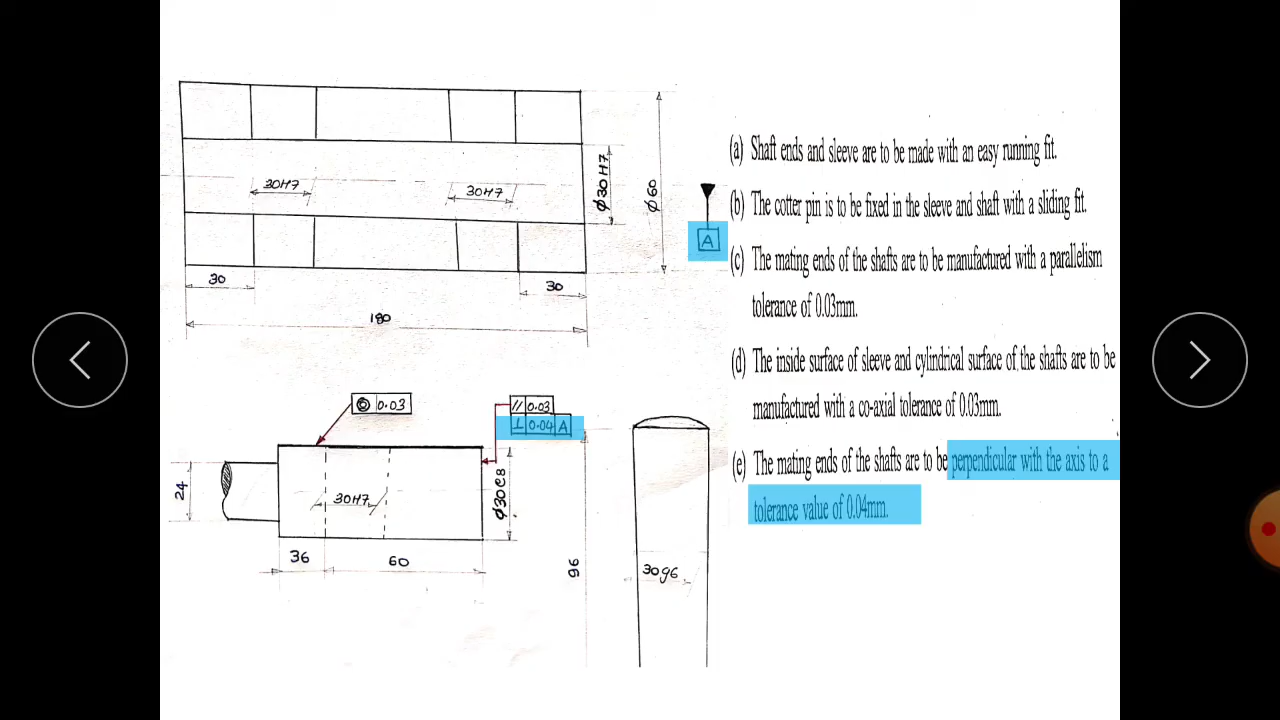 30H7
30H7
ϕ30H7
ϕ60
A
30
30
180
(a) Shaft ends and sleeve are to be made with an easy running fit.
(b) The cotter pin is to be fixed in the sleeve and shaft with a sliding fit.
(c) The mating ends of the shafts are to be manufactured with a parallelism
tolerance of 0.03mm.
(d) The inside surface of sleeve and cylindrical surface of the shafts are to be
manufactured with a co-axial tolerance of 0.03mm.
(e) The mating ends of the shafts are to be perpendicular with the axis to a
tolerance value of 0.04mm.
◎ 0.03
// 0.03
⊥ 0.04 A
24
30H7
ϕ30e8
36
60
96
30g6